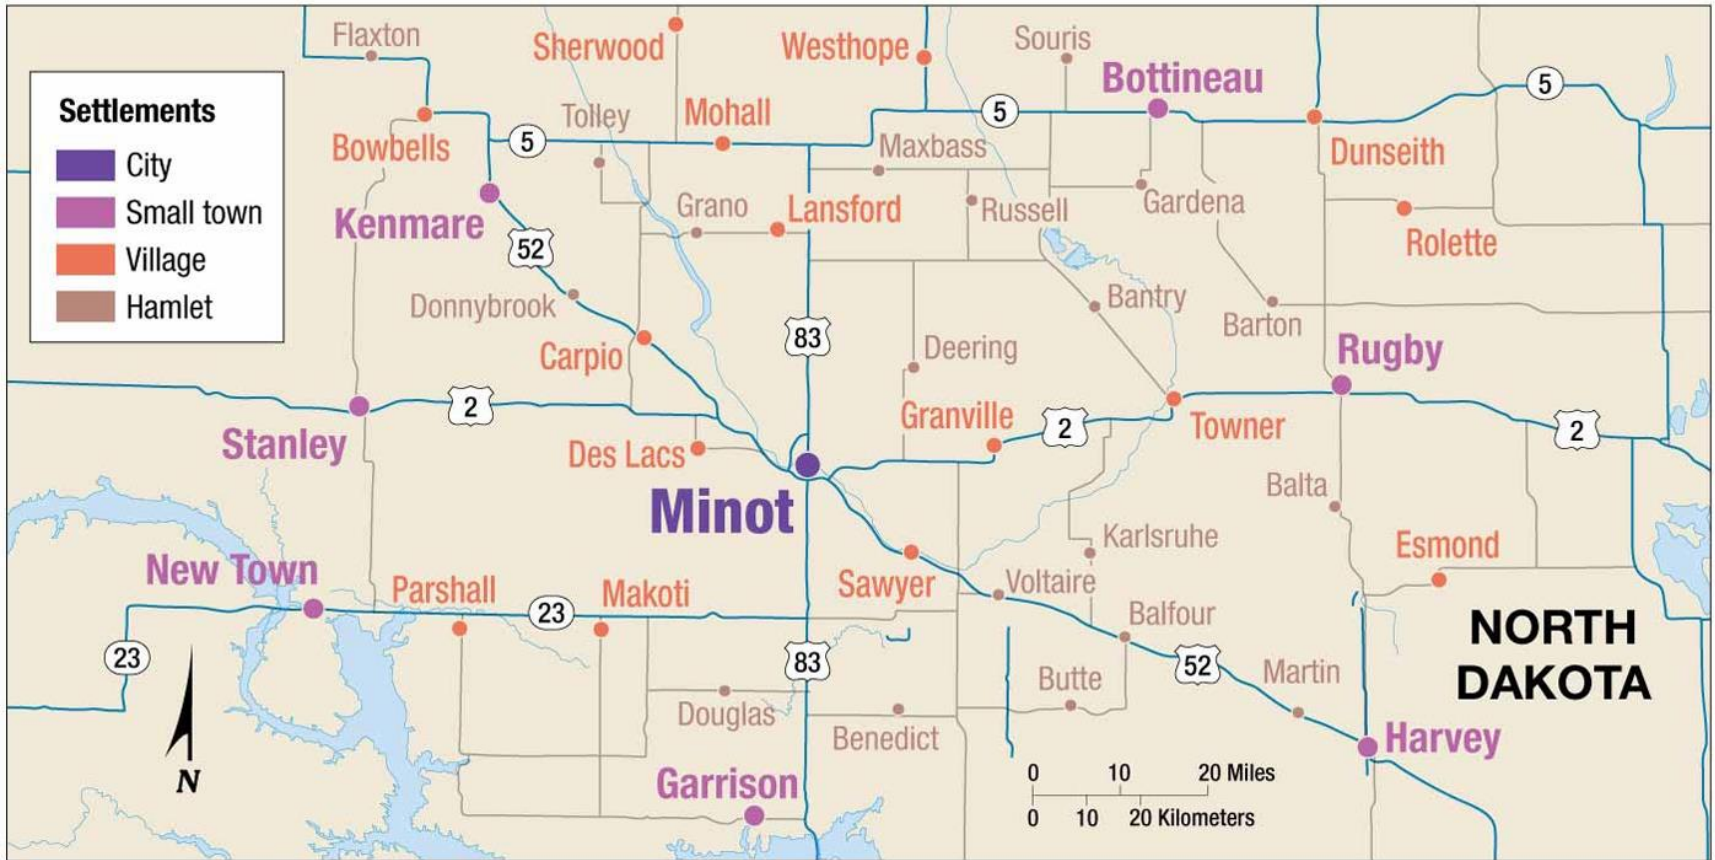 Flaxton
Sherwood
Westhope
Souris
Bottineau
5
Settlements
City
Small town
Village
Hamlet
Bowbells
5
Tolley
Mohall
5
Maxbass
Dunseith
Kenmare
Grano
Lansford
Russell
Gardena
Rolette
52
Donnybrook
Carpio
83
Bantry
Barton
Deering
Rugby
Stanley
2
Des Lacs
Granville
2
Towner
2
Minot
Balta
New Town
Parshall
23
Makoti
Sawyer
Karlsruhe
Voltaire
Esmond
Balfour
23
83
52
NORTH
DAKOTA
Butte
Martin
Douglas
Benedict
Harvey
N
Garrison
0 10 20 Miles
0 10 20 Kilometers